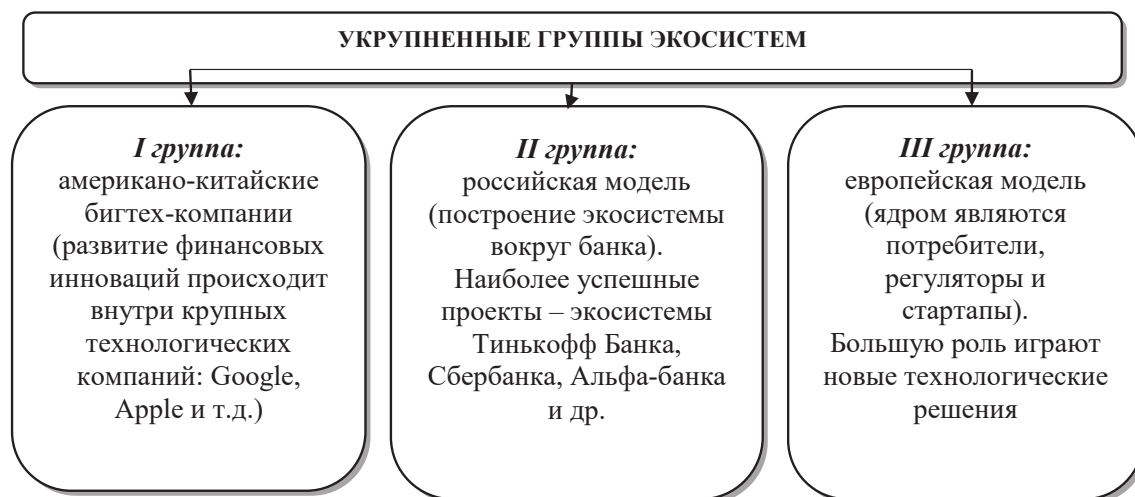 УКРУПНЕННЫЕ ГРУППЫ ЭКОСИСТЕМ
I группа:
американо-китайские
бигтех-компании
(развитие финансовых
инноваций происходит
внутри крупных
технологических
компаний: Google,
Apple и т.д.)
II группа:
российская модель
(построение экосистемы
вокруг банка).
Наиболее успешные
проекты – экосистемы
Тинькофф Банка,
Сбербанка, Альфа-банка
и др.
III группа:
европейская модель
(ядром являются
потребители,
регуляторы и
стартапы).
Большую роль играют
новые технологические
решения